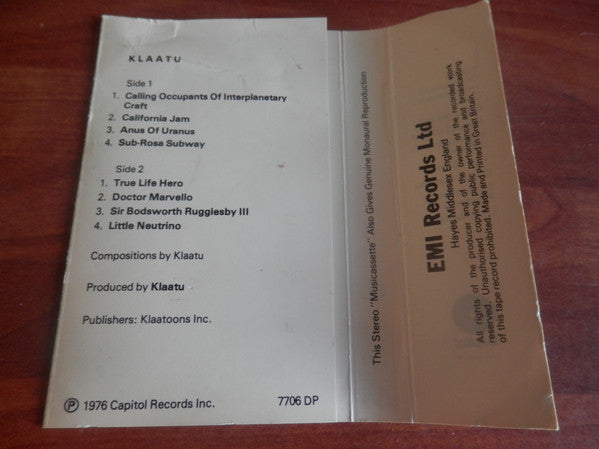 KLAATU
Side 1
1. Calling Occupants Of Interplanetary
Craft
2. California Jam
3. Anus Of Uranus
4. Sub-Rosa Subway
Side 2
1. True Life Hero
2. Doctor Marvello
3. Sir Bodsworth Rugglesby III
4. Little Neutrino
Compositions by Klaatu
Produced by Klaatu
Publishers: Klaatoons Inc.
Ⓟ 1976 Capitol Records Inc. 7706 DP
This Stereo "Musicassette" Also Gives Genuine Monaural Reproduction
EMI Records Ltd
Hayes Middlesex England
All rights of the producer and of the owner of the recorded work
reserved. Unauthorised copying public performance and broadcasting
of this tape record prohibited. Made and Printed in Great Britain.